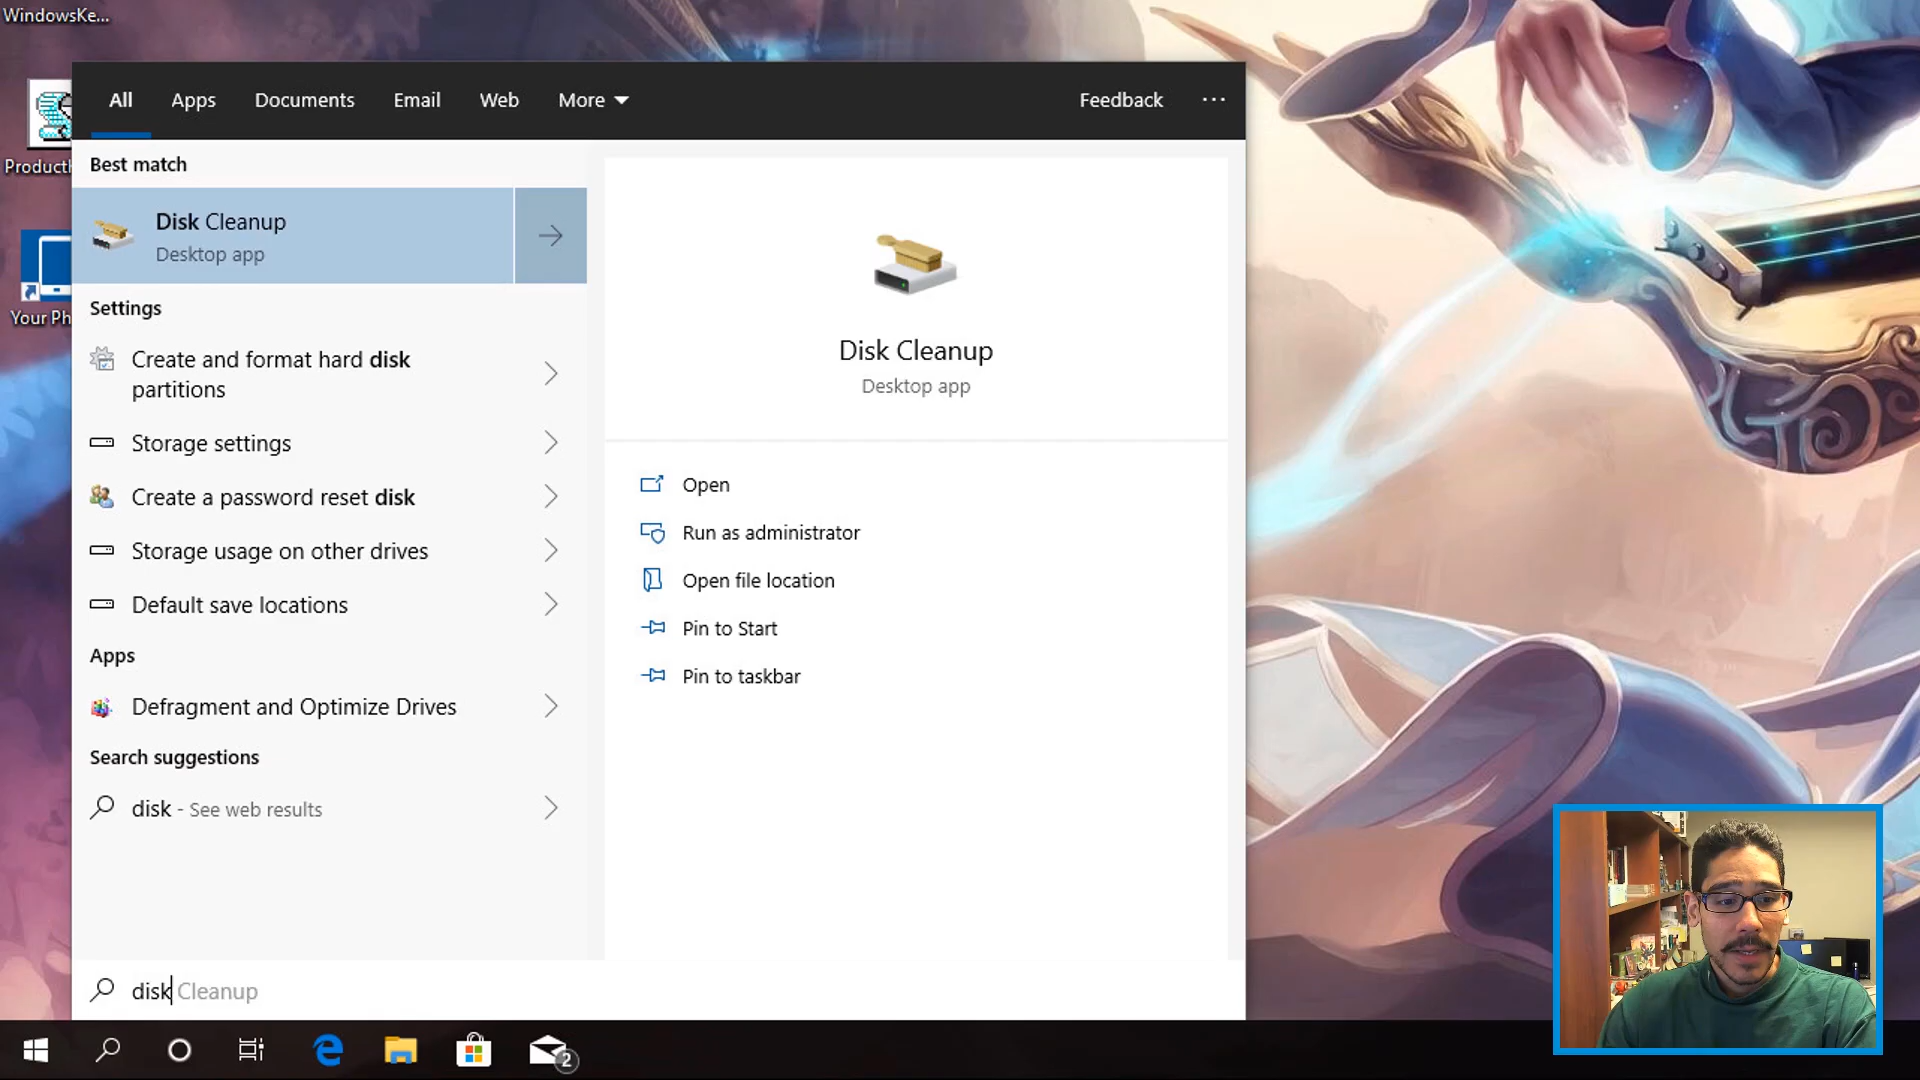 WindowsKe...
All Apps Documents Email Web More Feedback ...
Best match
Disk Cleanup
Desktop app
Settings
Create and format hard disk
partitions
Storage settings
Create a password reset disk
Storage usage on other drives
Default save locations
Apps
Defragment and Optimize Drives
Search suggestions
disk - See web results
Disk Cleanup
Desktop app
Open
Run as administrator
Open file location
Pin to Start
Pin to taskbar
disk Cleanup
Your Ph
2